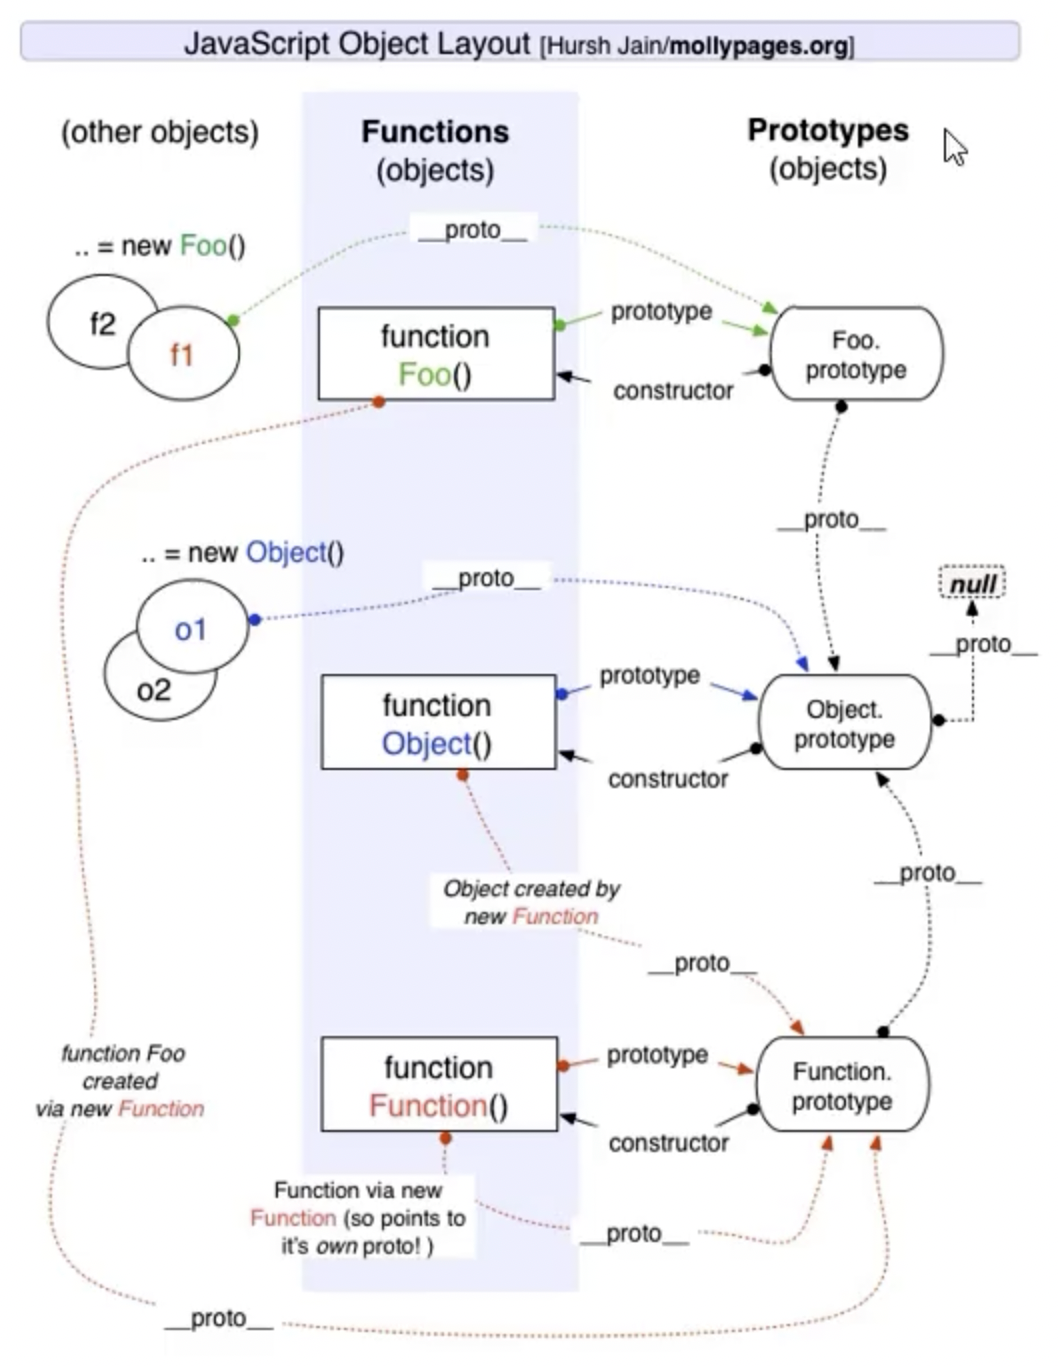 JavaScript Object Layout [Hursh Jain/mollypages.org]
(other objects)
Functions
(objects)
Prototypes
(objects)
__proto__
.. = new Foo()
f2
f1
function
Foo()
prototype
constructor
Foo.
prototype
__proto__
.. = new Object()
__proto__
null
__proto__
o1
o2
function
Object()
prototype
constructor
Object.
prototype
Object created by
new Function
__proto__
__proto__
function Foo
created
via new Function
function
Function()
prototype
constructor
Function.
prototype
Function via new
Function (so points to
it's own proto! )
__proto__
__proto__